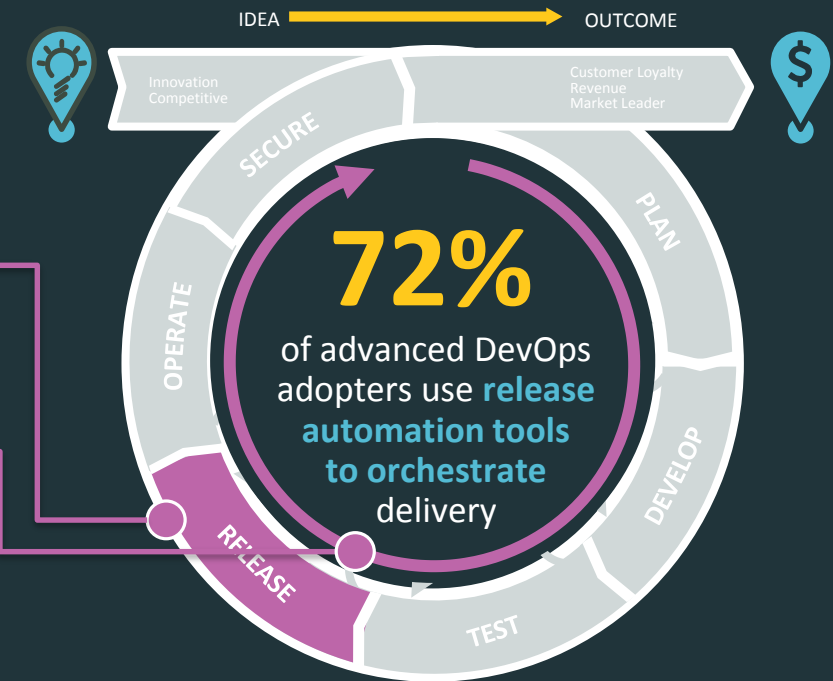 IDEA
OUTCOME
Innovation
Competitive
Customer Loyalty
Revenue
Market Leader
$
SECURE
PLAN
OPERATE
72%
of advanced DevOps
adopters use release
automation tools
to orchestrate
delivery
DEVELOP
RELEASE
TEST